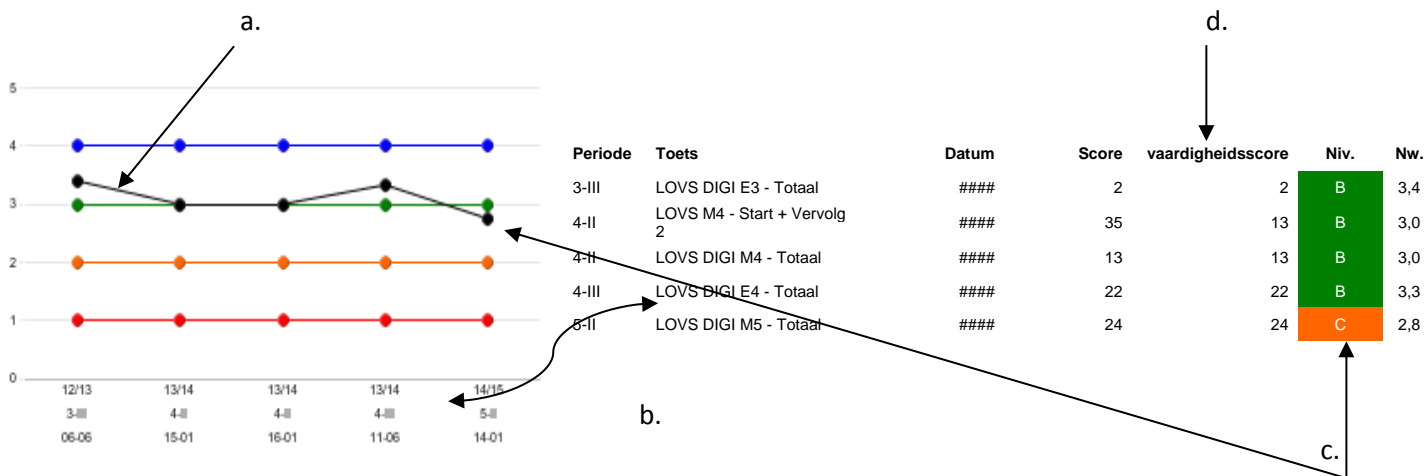 a.
d.
5
4
3
2
1
0
12/13 13/14 13/14 13/14 14/15
3-III 4-II 4-II 4-III 5-II
06-06 15-01 16-01 11-06 14-01
b.
Periode Toets Datum Score vaardigheidsscore Niv. Nw.
3-III LOVS DIGI E3 - Totaal #### 2 2 B 3,4
4-II LOVS M4 - Start + Vervolg 2 #### 35 13 B 3,0
4-II LOVS DIGI M4 - Totaal #### 13 13 B 3,0
4-III LOVS DIGI E4 - Totaal #### 22 22 B 3,3
5-II LOVS DIGI M5 - Totaal #### 24 24 C 2,8
c.